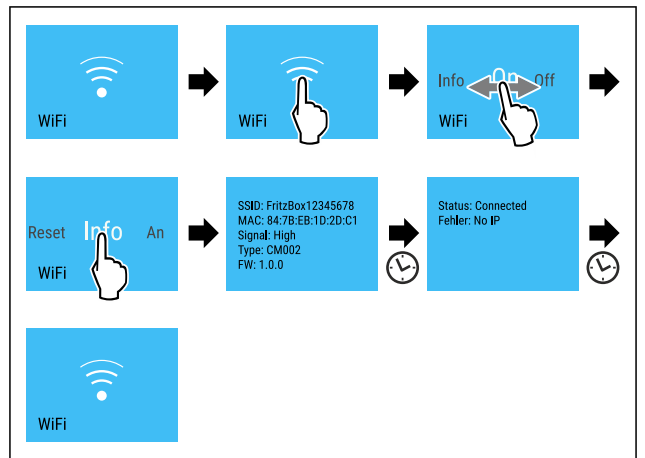 WiFi
WiFi
Info On Off
WiFi
Reset Info An
WiFi
SSID: FritzBox12345678
MAC: 84:7B:EB:1D:2D:C1
Signal: High
Type: CM002
FW: 1.0.0
Status: Connected
Fehler: No IP
WiFi